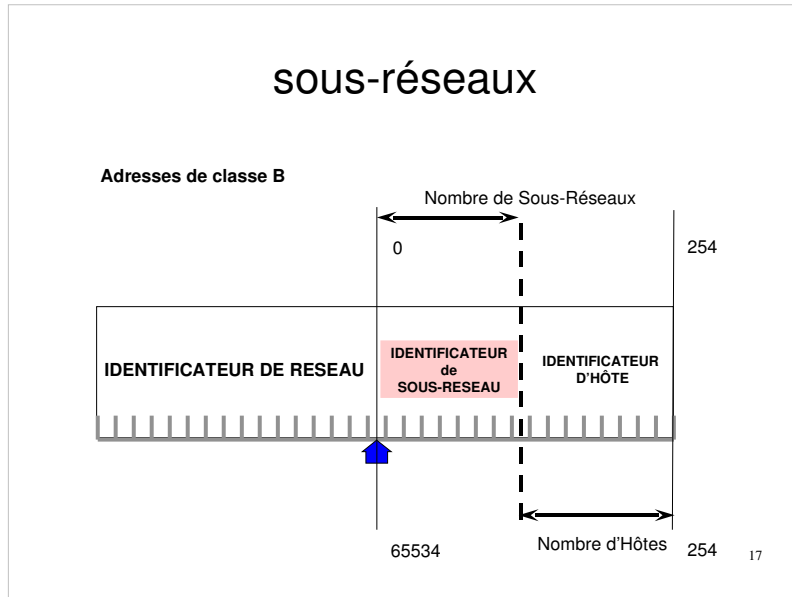 sous-réseaux
Adresses de classe B
Nombre de Sous-Réseaux
0
254
IDENTIFICATEUR DE RESEAU
IDENTIFICATEUR
de
SOUS-RESEAU
IDENTIFICATEUR
D'HÔTE
65534
Nombre d'Hôtes
254
17